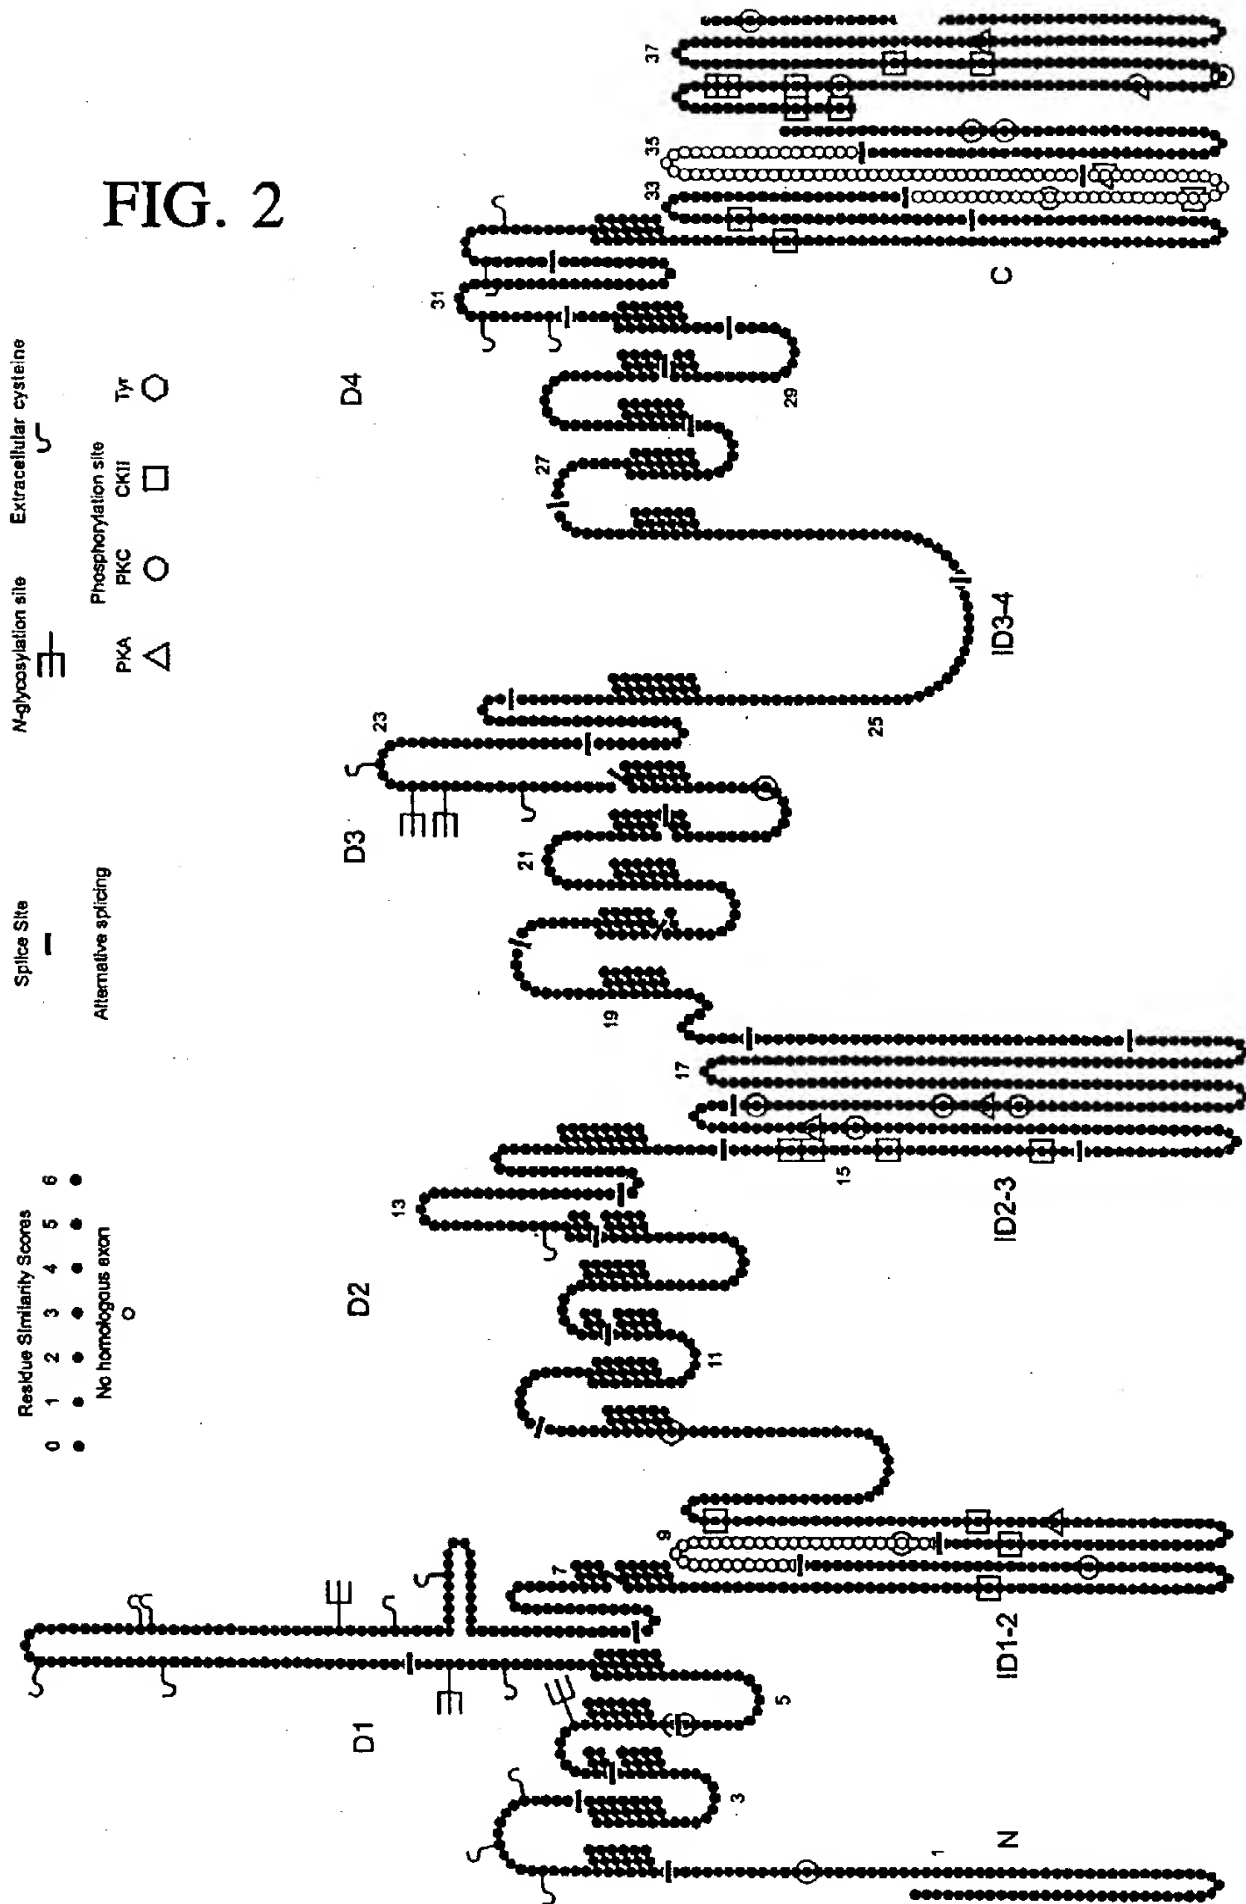 FIG. 2
Residue Similarity Scores
0 1 2 3 4 5 6
No homologous axon
Splice Site
Alternative splicing
N-glycosylation site
Extracellular cysteine
Phosphorylation site
PKA PKC CKII Tyr
D1
D2
D3
D4
1
3
5
7
9
11
13
15
17
19
21
23
25
27
29
31
33
35
37
N
ID1-2
ID2-3
ID3-4
C